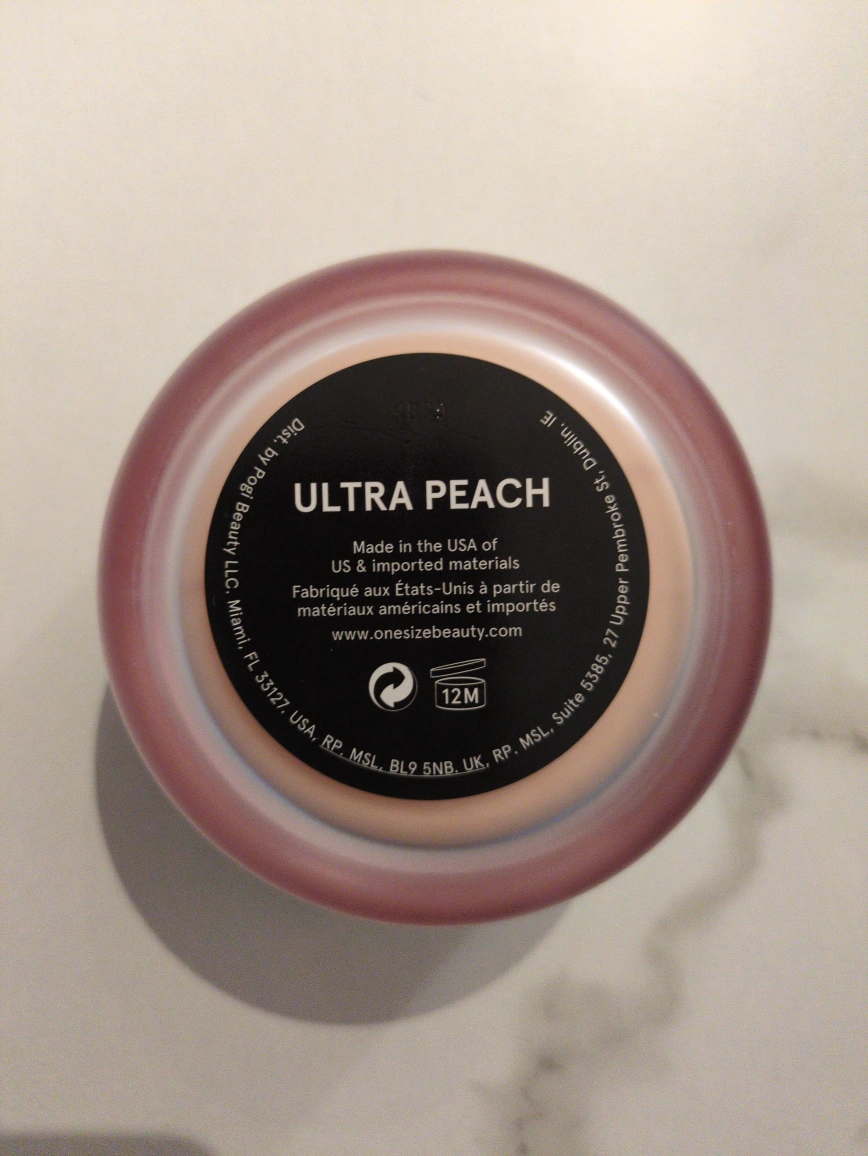 ULTRA PEACH
Made in the USA of
US & imported materials
Fabriqué aux États-Unis à partir de
matériaux américains et importés
www.onesizebeauty.com
12M
Dist. by Pogi Beauty LLC. Miami, FL 33127. USA, RP. MSL, BL9 5NB. UK, RP. MSL, Suite 5385, 27 Upper Pembroke St, Dublin, IE